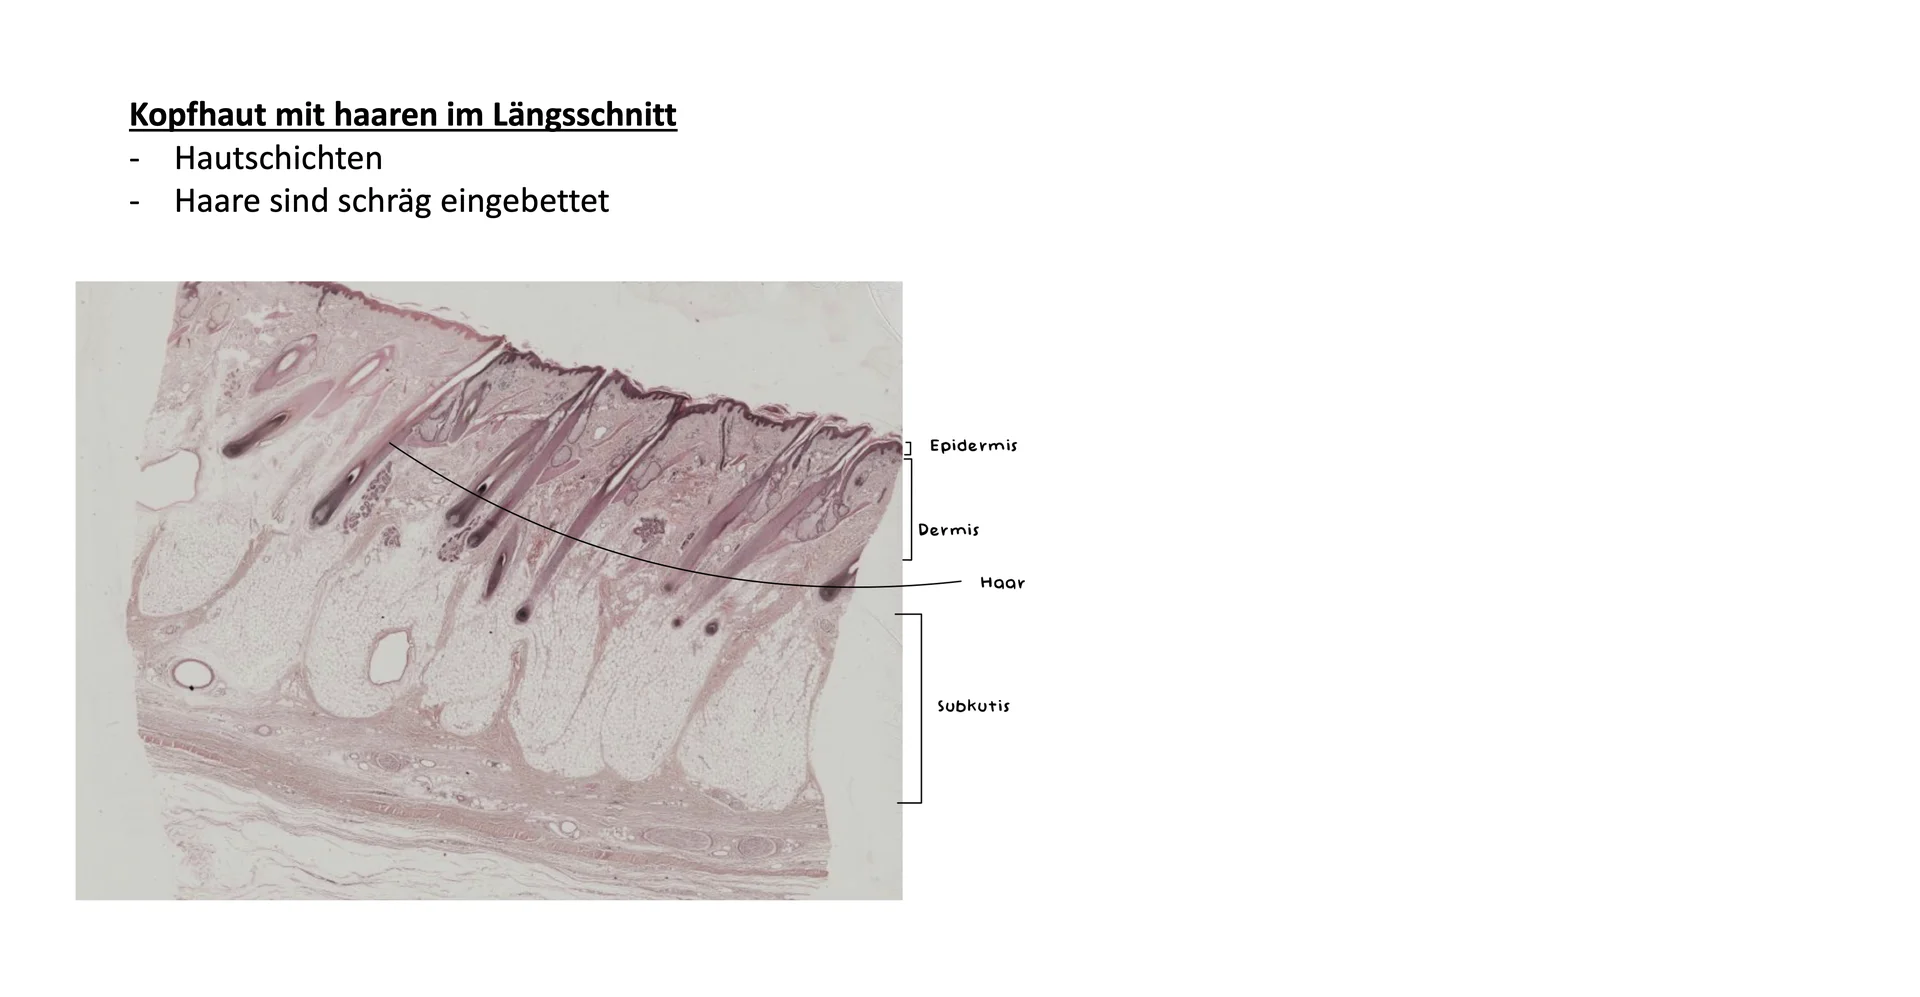 Kopfhaut mit haaren im Längsschnitt
- Hautschichten
- Haare sind schräg eingebettet
Epidermis
Dermis
Haar
Subkutis